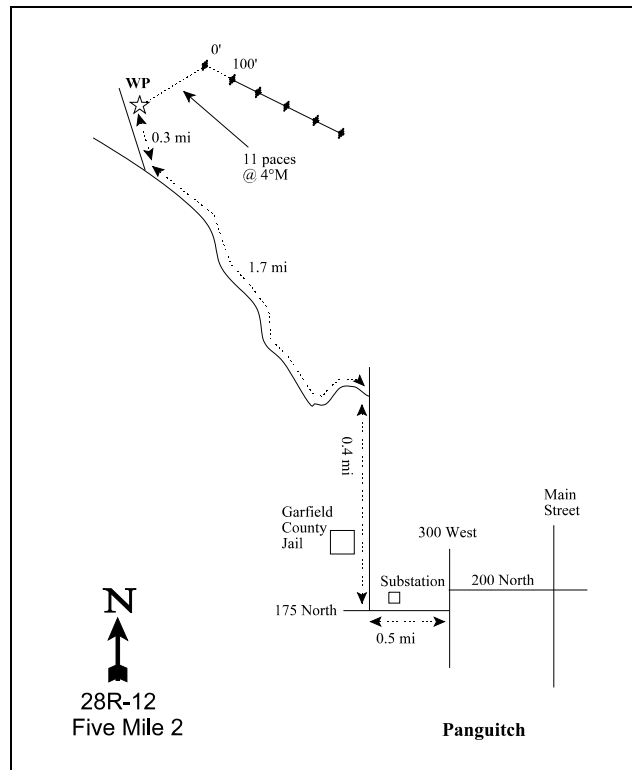 0'
100'
WP
0.3 mi
11 paces
@ 4°M
1.7 mi
0.4 mi
Garfield
County
Jail
Main
Street
300 West
Substation
200 North
175 North
0.5 mi
N
28R-12
Five Mile 2
Panguitch